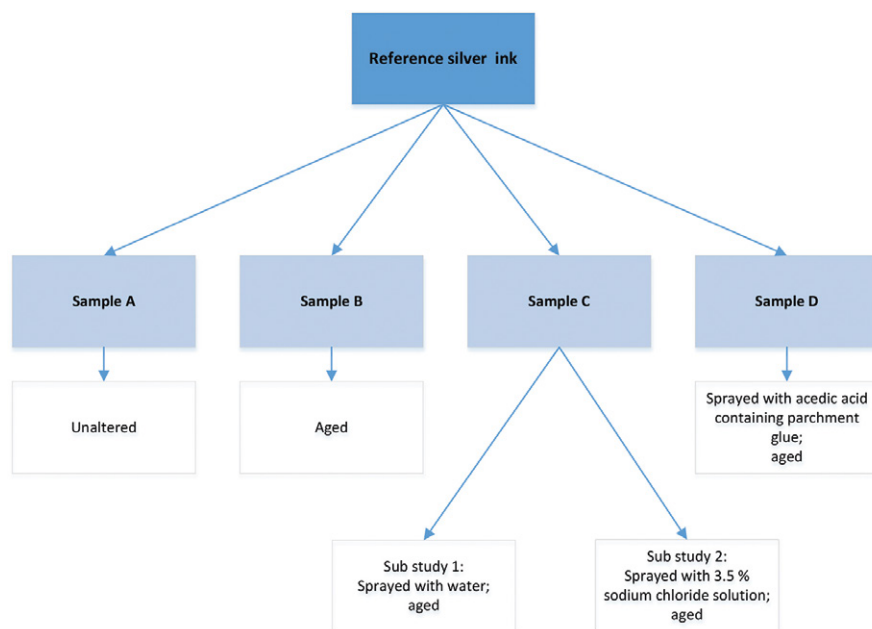 Reference silver ink
Sample A
Sample B
Sample C
Sample D
Unaltered
Aged
Sprayed with acedic acid
containing parchment
glue;
aged
Sub study 1:
Sprayed with water;
aged
Sub study 2:
Sprayed with 3.5 %
sodium chloride solution;
aged